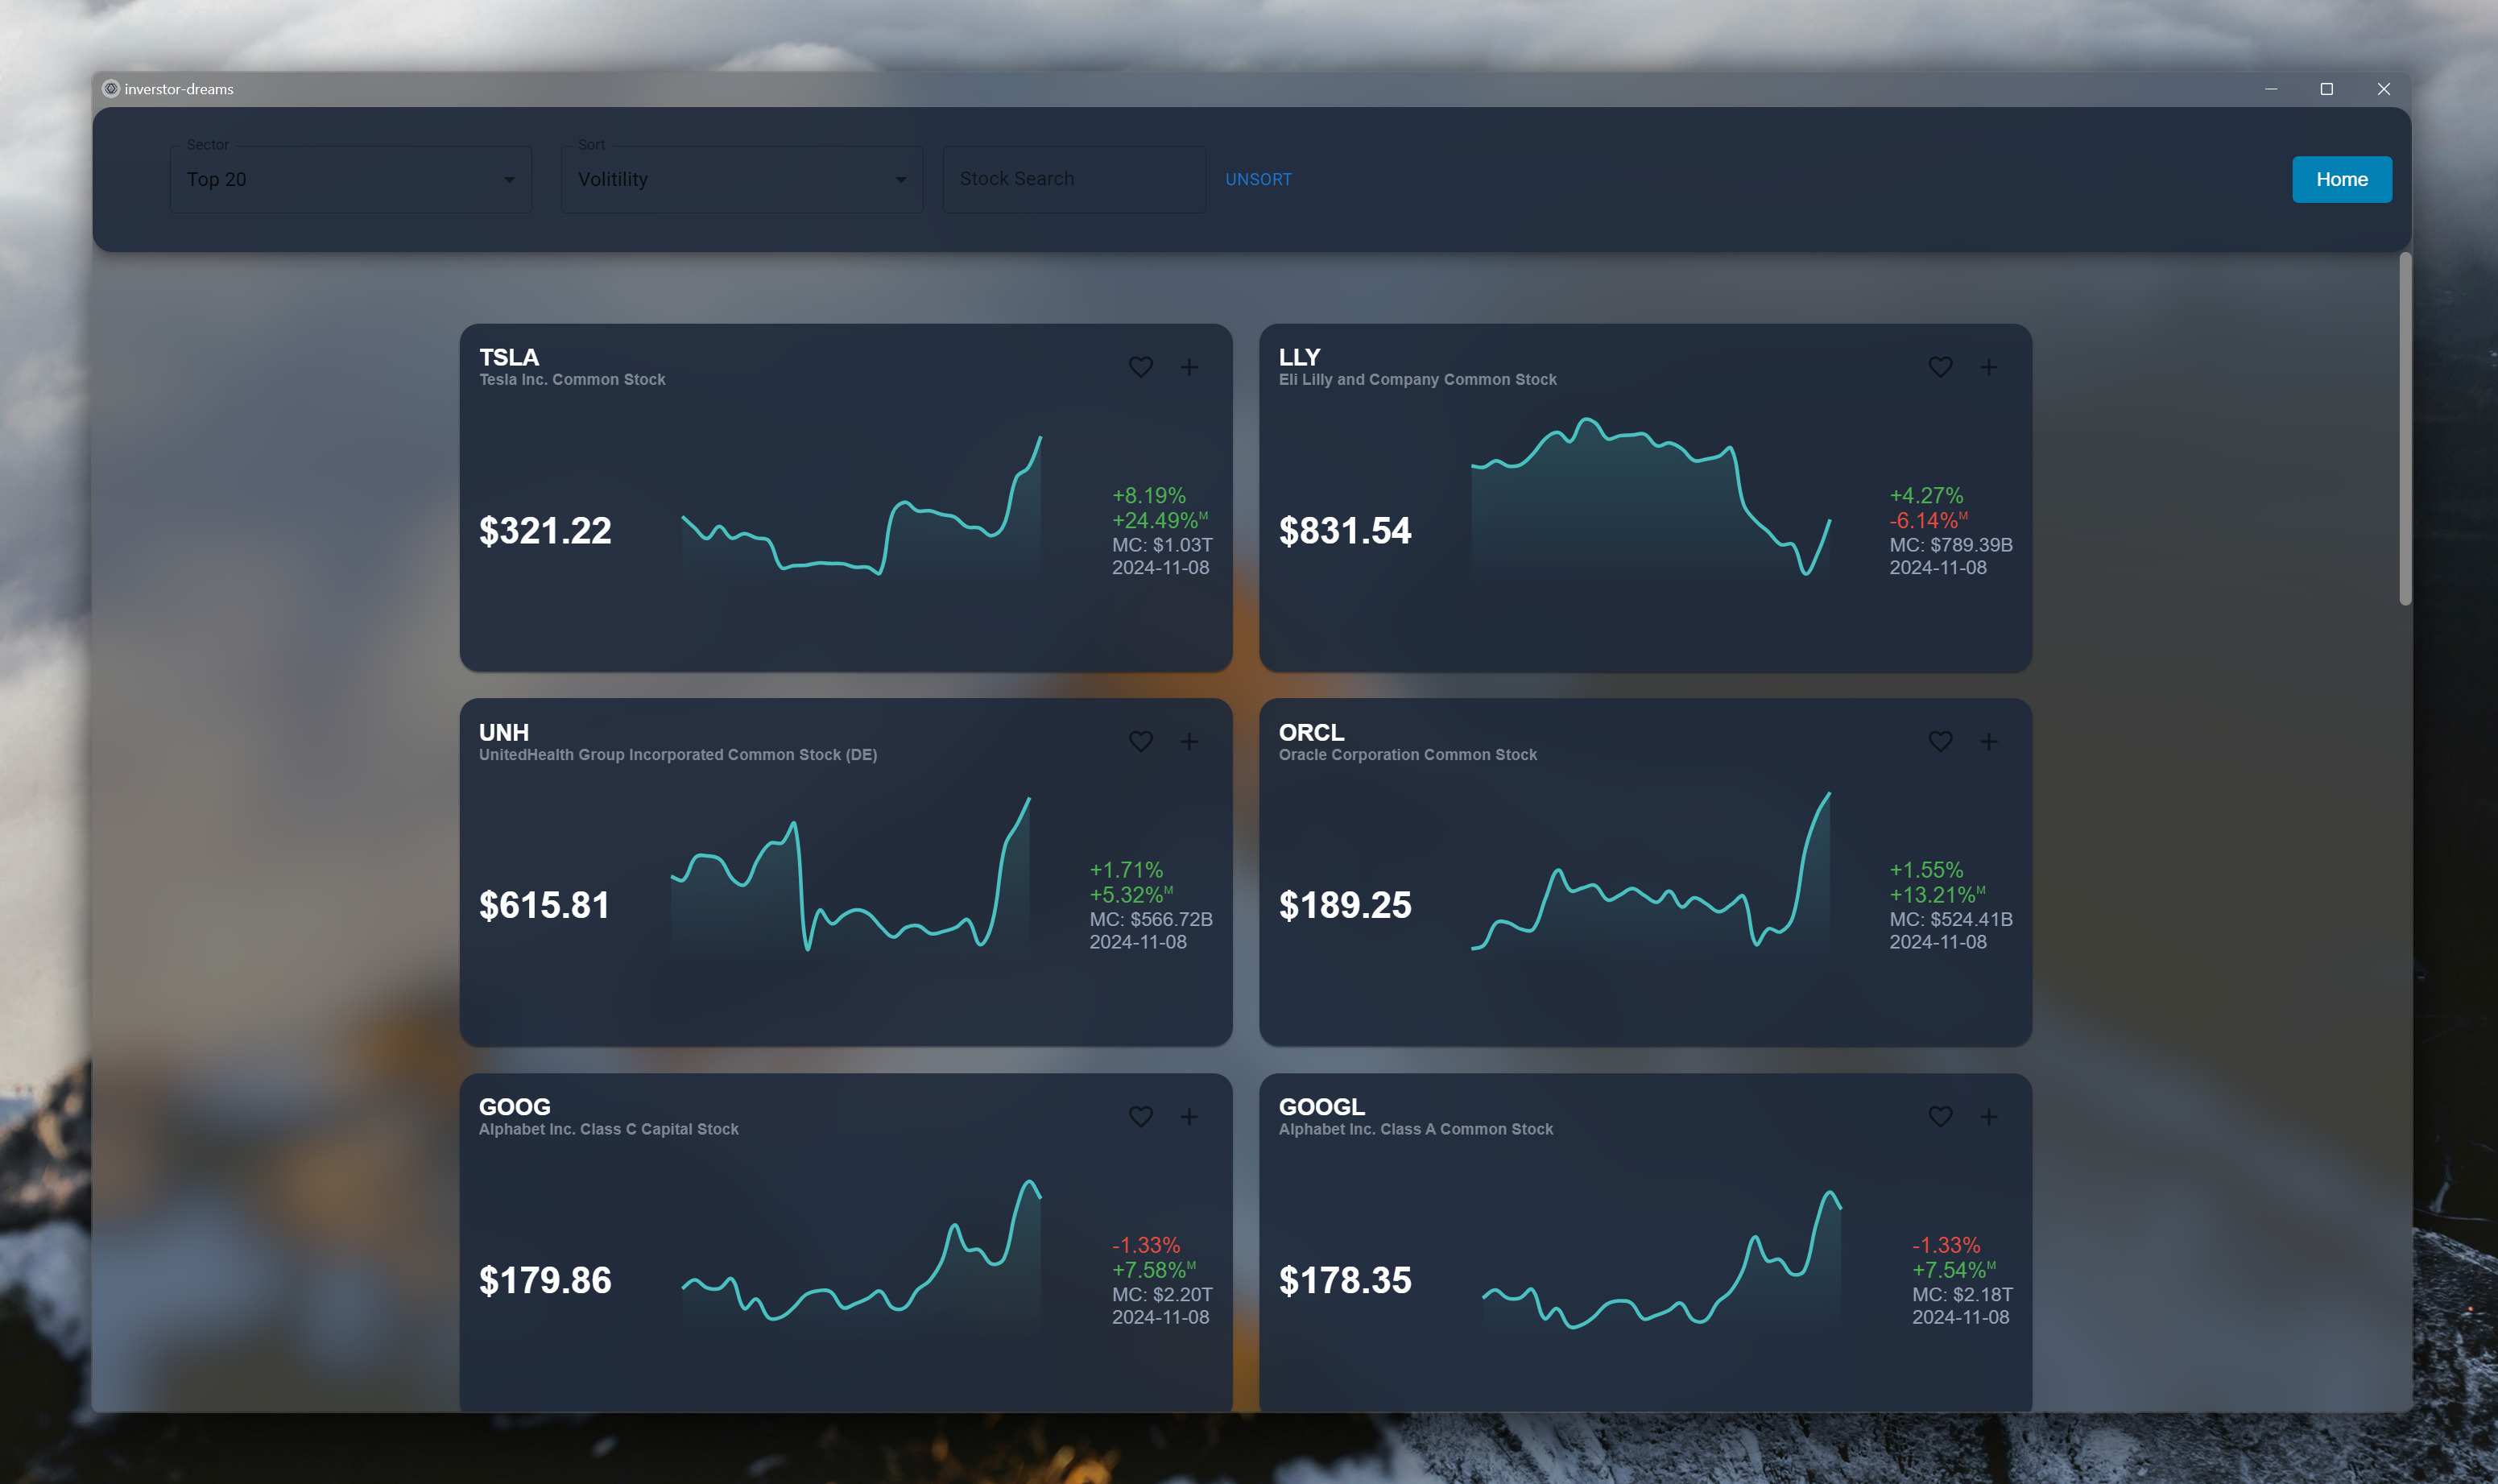 inverstor-dreams
Sector
Top 20
Sort
Volitility
Stock Search
UNSORT
Home
TSLA
Tesla Inc. Common Stock
$321.22
+8.19%
+24.49%M
MC: $1.03T
2024-11-08
LLY
Eli Lilly and Company Common Stock
$831.54
+4.27%
-6.14%M
MC: $789.39B
2024-11-08
UNH
UnitedHealth Group Incorporated Common Stock (DE)
$615.81
+1.71%
+5.32%M
MC: $566.72B
2024-11-08
ORCL
Oracle Corporation Common Stock
$189.25
+1.55%
+13.21%M
MC: $524.41B
2024-11-08
GOOG
Alphabet Inc. Class C Capital Stock
$179.86
-1.33%
+7.58%M
MC: $2.20T
2024-11-08
GOOGL
Alphabet Inc. Class A Common Stock
$178.35
-1.33%
+7.54%M
MC: $2.18T
2024-11-08